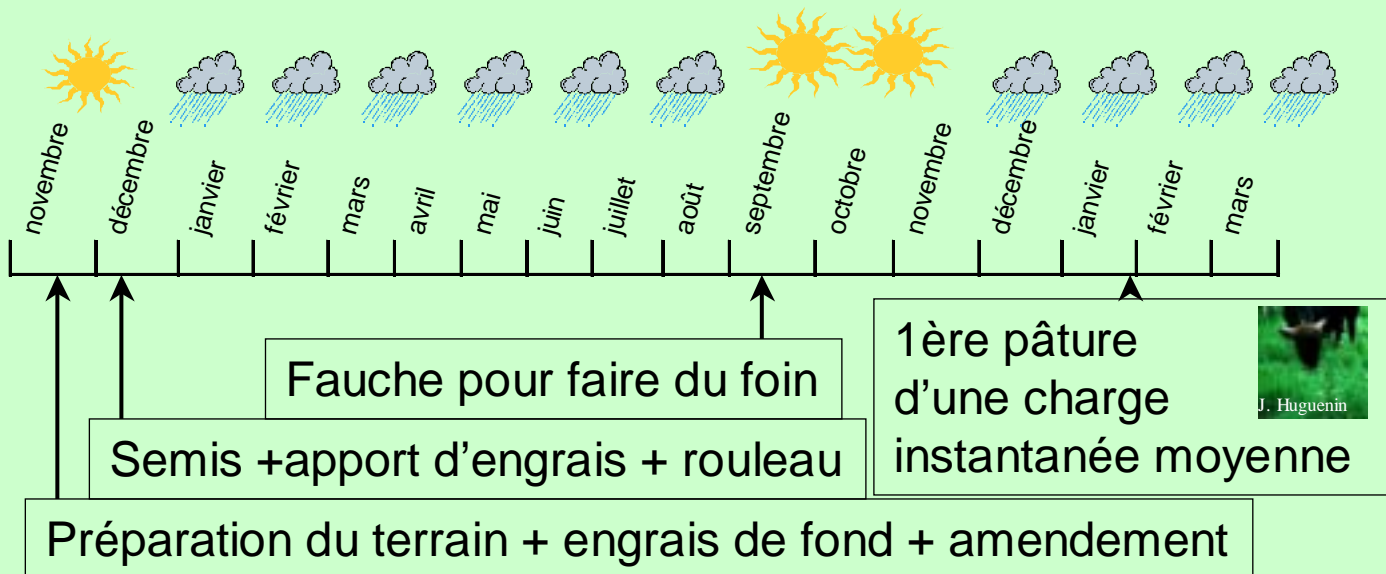 novembre
décembre
janvier
février
mars
avril
mai
juin
juillet
août
septembre
octobre
novembre
décembre
janvier
février
mars
Fauche pour faire du foin
Semis +apport d'engrais + rouleau
Préparation du terrain + engrais de fond + amendement
1ère pâture
d'une charge
instantanée moyenne
J. Huguenin